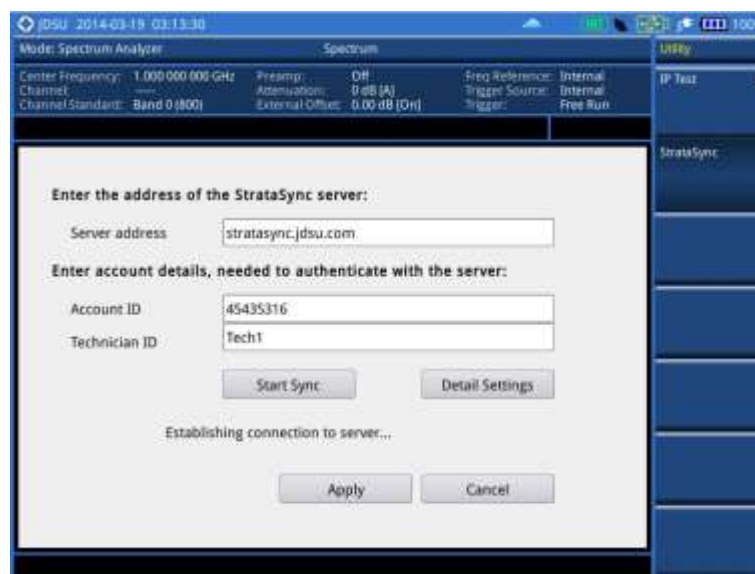 JDSU 2014-03-19 03:13:30
100
Mode: Spectrum Analyzer
Spectrum
Utility
Center Frequency: 1.000 000 000 GHz
Channel: ----
Channel Standard: Band 0 (800)
Preamp: Off
Attenuation: 0 dB [A]
External Offset: 0.00 dB [On]
Freq Reference: Internal
Trigger Source: Internal
Trigger: Free Run
IP Test
StrataSync
Enter the address of the StrataSync server:
Server address stratasync.jdsu.com
Enter account details, needed to authenticate with the server:
Account ID 45435316
Technician ID Tech1
Start Sync
Detail Settings
Establishing connection to server...
Apply
Cancel